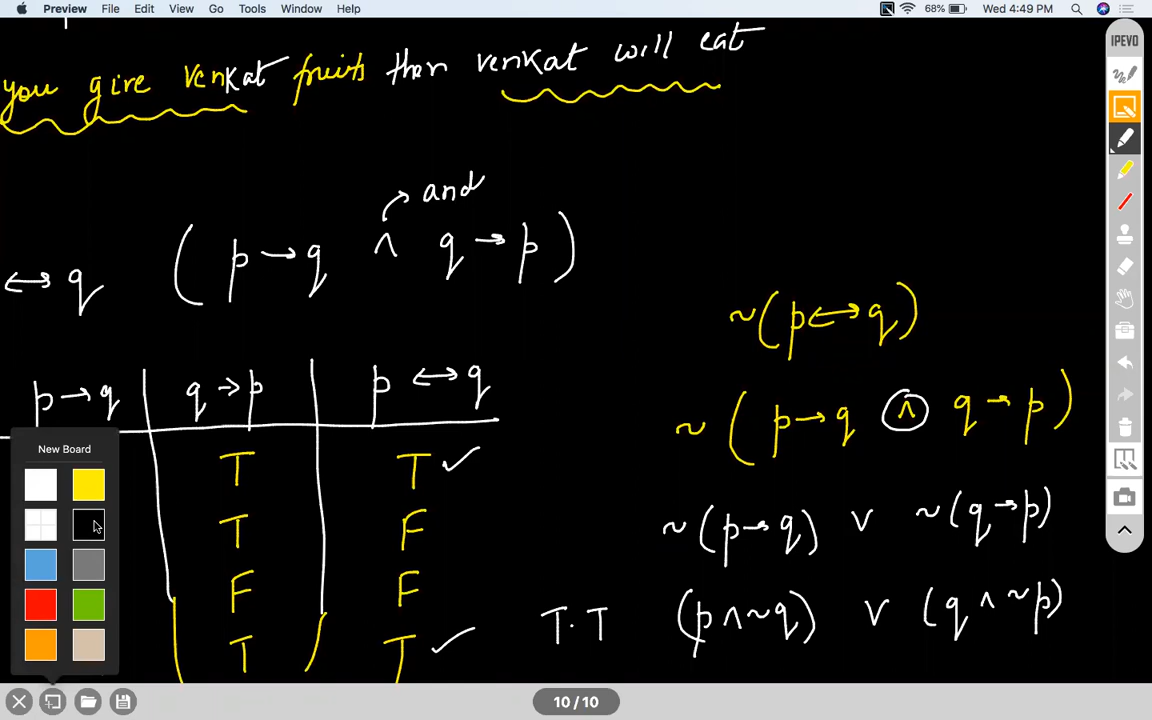 Preview File Edit View Go Tools Window Help 68% Wed 4:49 PM
IPEVO
you give venkat fruits then venkat will eat
and
↔ q ( p → q ∧ q → p )
~( p ↔ q )
p → q q → p p ↔ q
~( p → q ∧ q → p )
New Board
T T ✓
T F
~( p → q ) ∨ ~( q → p )
F F
T.T ( p ∧ ~q ) ∨ ( q ∧ ~p )
T T ✓
10/10